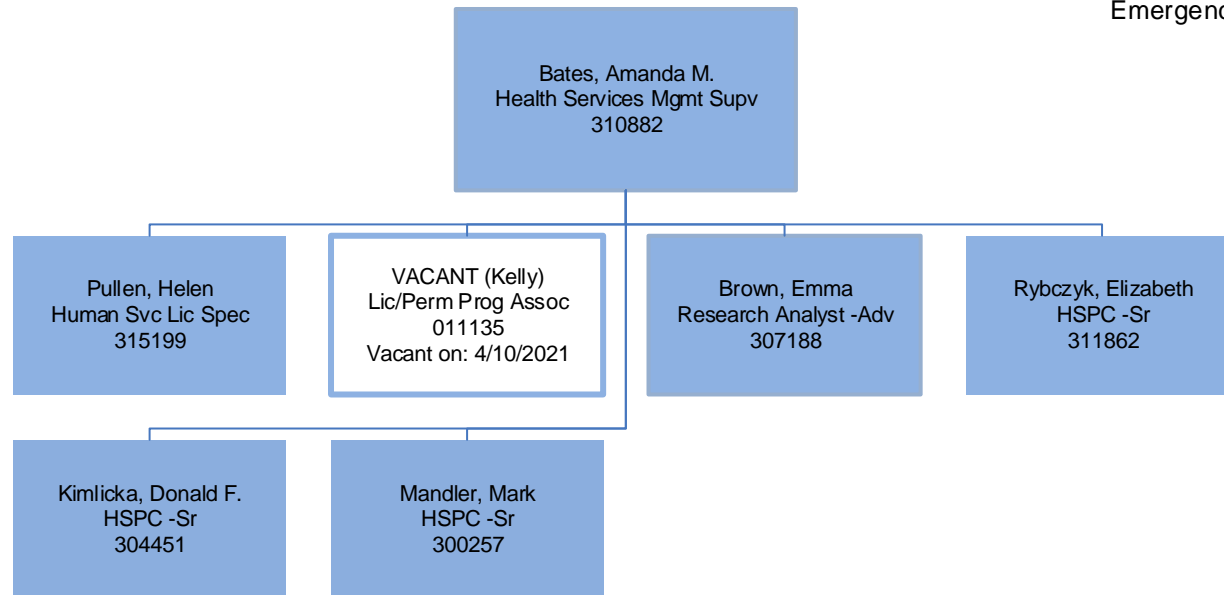 Emergenc
Bates, Amanda M.
Health Services Mgmt Supv
310882
Pullen, Helen
Human Svc Lic Spec
315199
VACANT (Kelly)
Lic/Perm Prog Assoc
011135
Vacant on: 4/10/2021
Brown, Emma
Research Analyst -Adv
307188
Rybczyk, Elizabeth
HSPC -Sr
311862
Kimlicka, Donald F.
HSPC -Sr
304451
Mandler, Mark
HSPC -Sr
300257